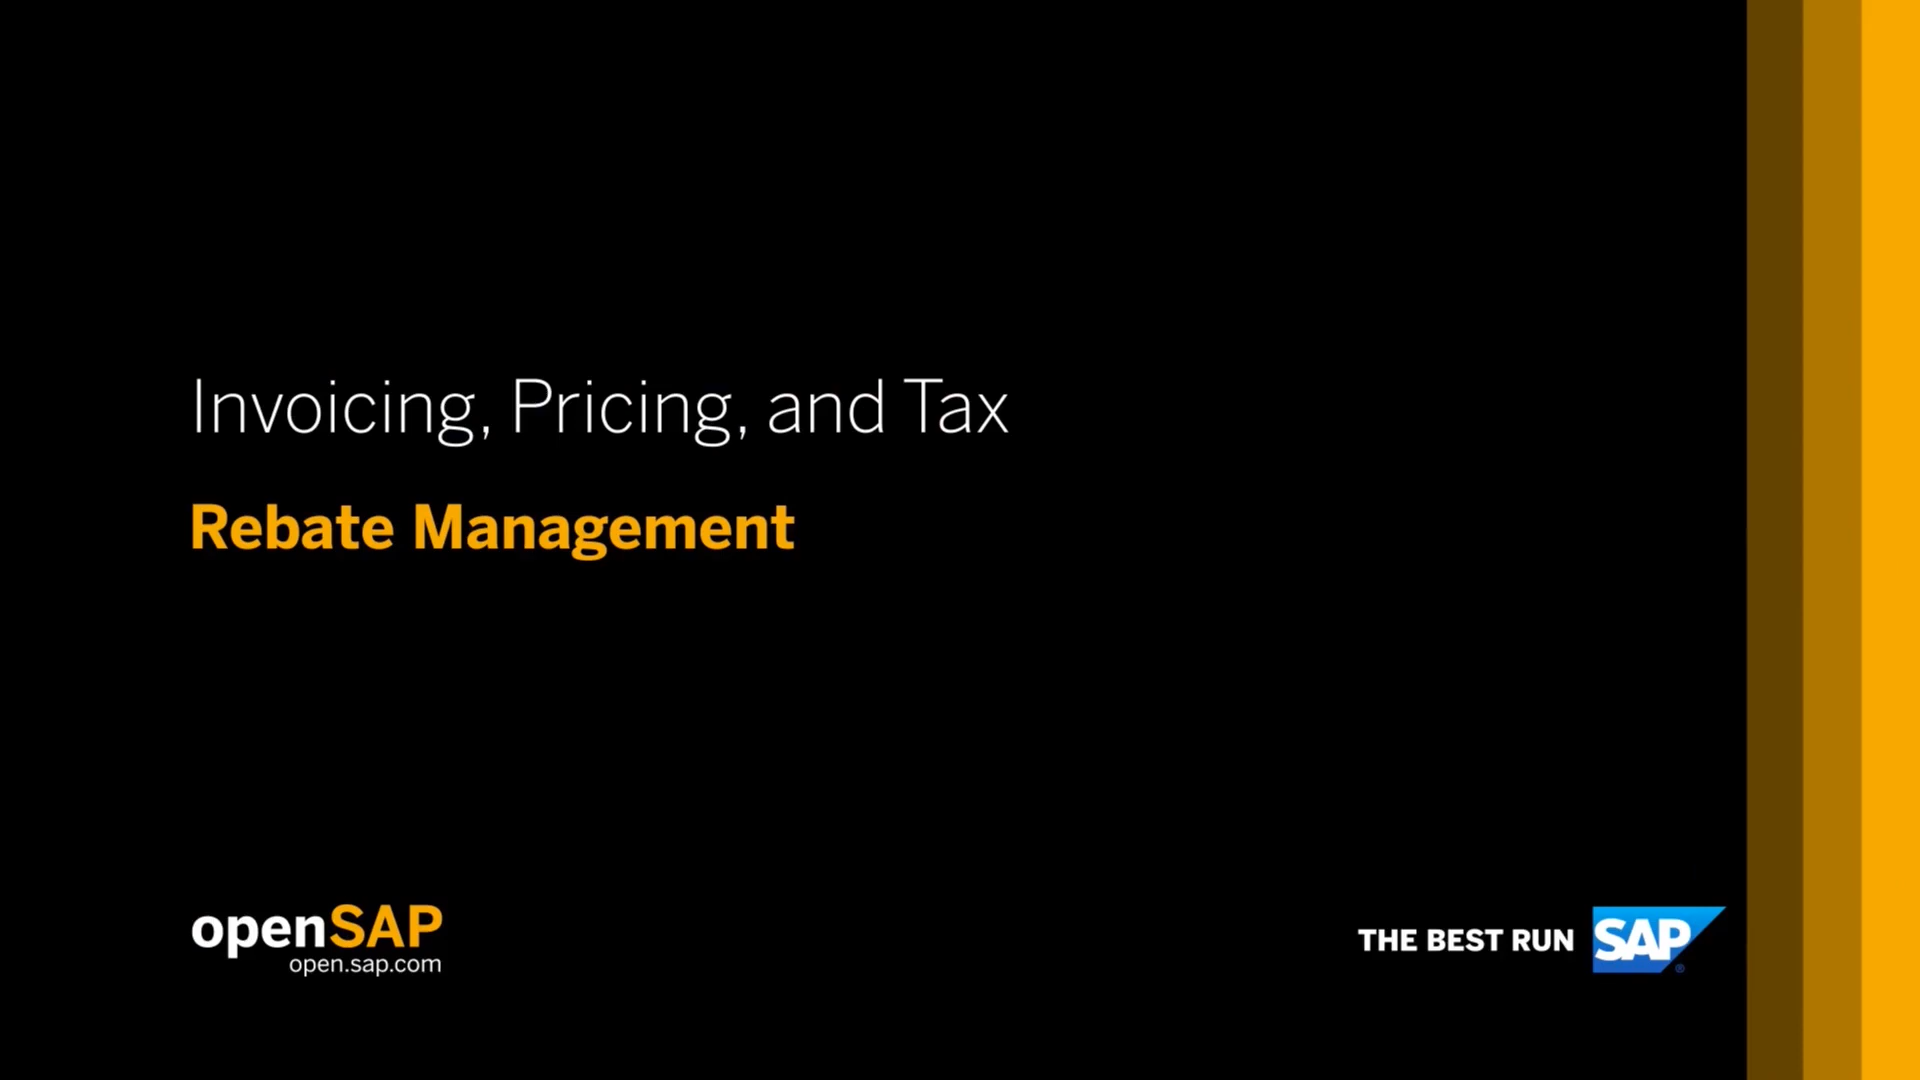 Invoicing, Pricing, and Tax
Rebate Management
openSAP
open.sap.com
THE BEST RUN SAP
®